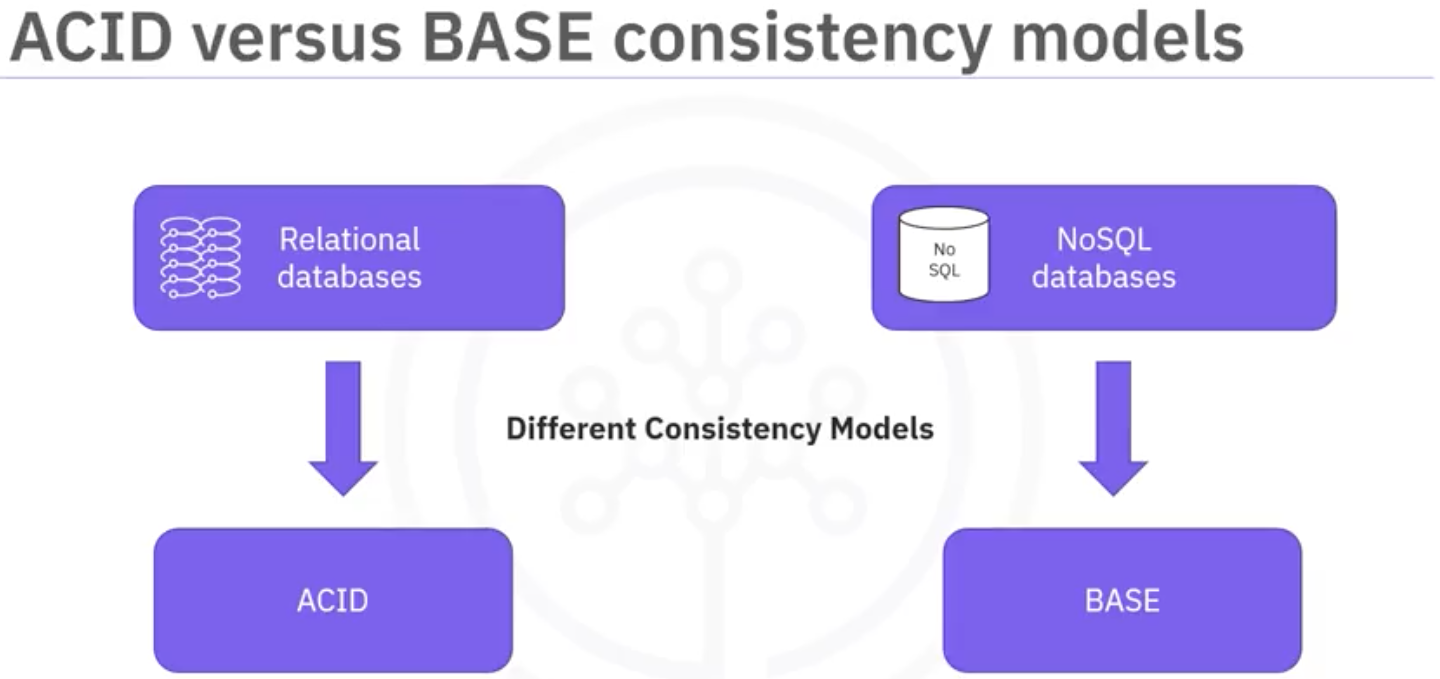 ACID versus BASE consistency models
Relational
databases
No
SQL
NoSQL
databases
Different Consistency Models
ACID
BASE